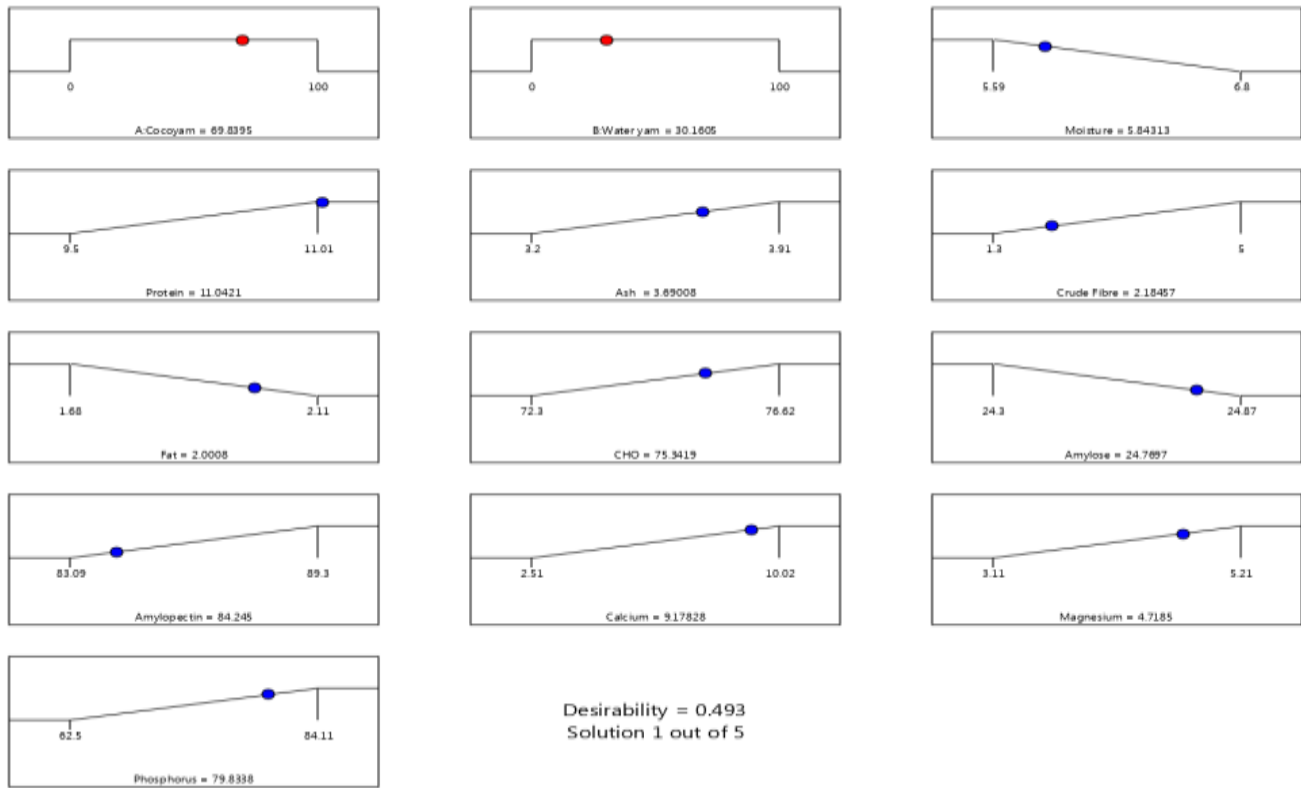 0 100
A:Cocoyam = 69.8395
0 100
B:Water yam = 30.1605
5.59 6.8
Moisture = 5.84313
9.5 11.01
Protein = 11.0421
3.2 3.91
Ash = 3.69008
1.3 5
Crude Fibre = 2.18457
1.68 2.11
Fat = 2.0008
72.3 76.62
CHO = 75.3419
24.3 24.87
Amylose = 24.7697
83.09 89.3
Amylopectin = 84.245
2.51 10.02
Calcium = 9.17828
3.11 5.21
Magnesium = 4.7185
62.5 84.11
Phosphorus = 79.8338
Desirability = 0.493
Solution 1 out of 5